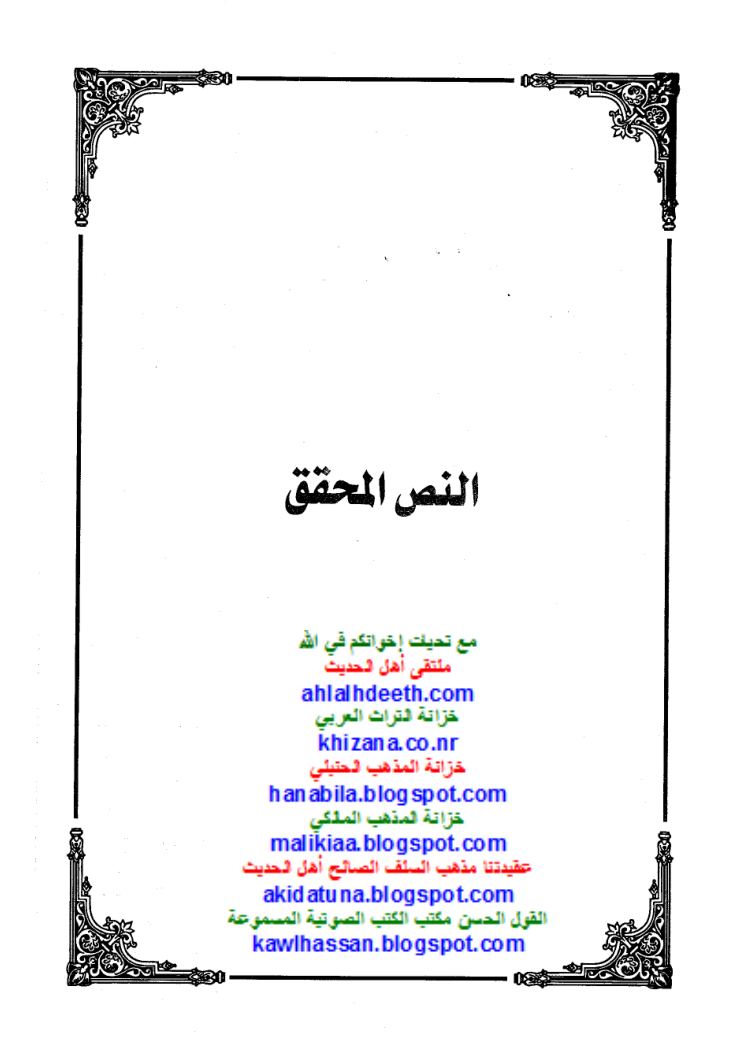 النص المحقق
مع تحيات إخوانكم في الله
ملتقى أهل الحديث
ahlalhdeeth.com
خزانة التراث العربي
khizana.co.nr
خزانة المذهب الحنبلي
hanabila.blogspot.com
خزانة المذهب المالكي
malikiaa.blogspot.com
عقيدتنا مذهب السلف الصالح أهل الحديث
akidatuna.blogspot.com
القول الحسن مكتب الكتب الصوتية المسموعة
kawlhassan.blogspot.com